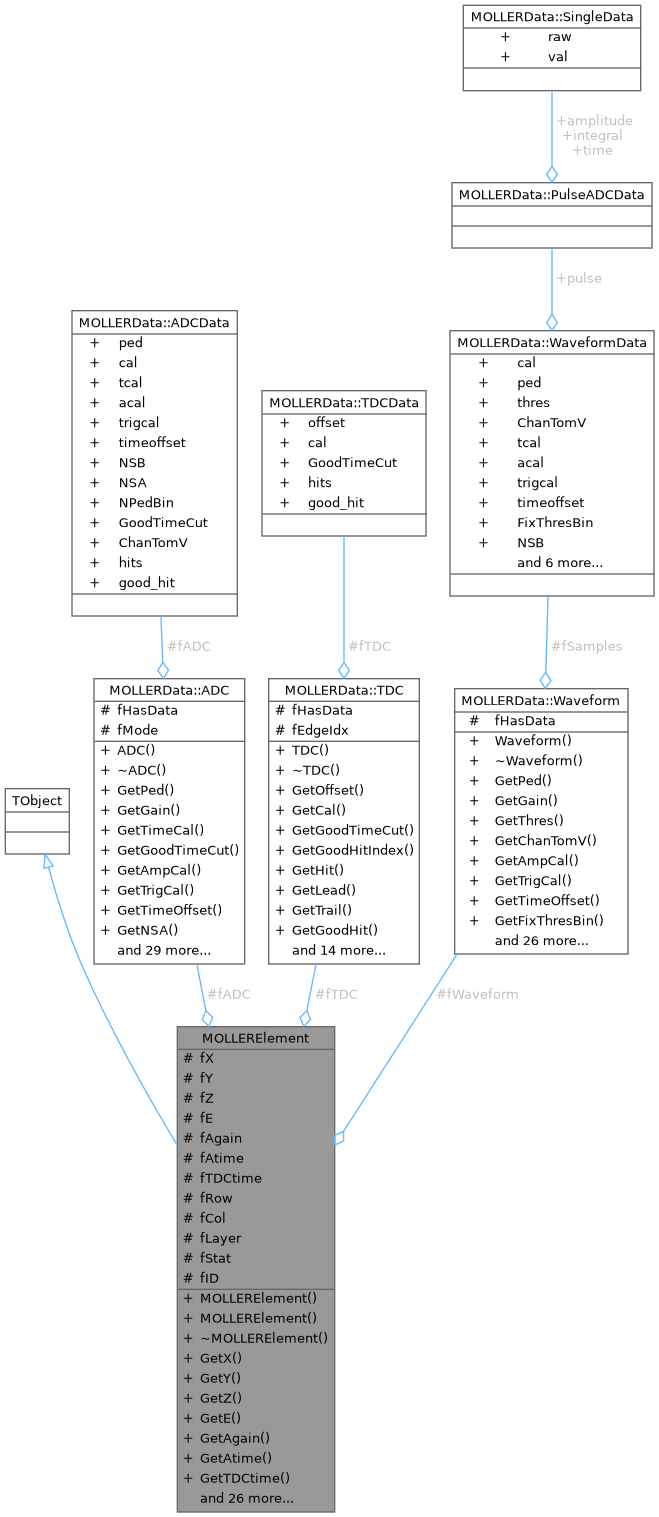 MOLLERData::SingleData
+ raw
+ val
+amplitude
+integral
+time
MOLLERData::PulseADCData
+pulse
MOLLERData::ADCData
+ ped
+ cal
+ tcal
+ acal
+ trigcal
+ timeoffset
+ NSB
+ NSA
+ NPedBin
+ GoodTimeCut
+ ChanTomV
+ hits
+ good_hit
MOLLERData::TDCData
+ offset
+ cal
+ GoodTimeCut
+ hits
+ good_hit
MOLLERData::WaveformData
+ cal
+ ped
+ thres
+ ChanTomV
+ tcal
+ acal
+ trigcal
+ timeoffset
+ FixThresBin
+ NSB
and 6 more...
#fADC
#fTDC
#fSamples
TObject
MOLLERData::ADC
# fHasData
# fMode
+ ADC()
+ ~ADC()
+ GetPed()
+ GetGain()
+ GetTimeCal()
+ GetGoodTimeCut()
+ GetAmpCal()
+ GetTrigCal()
+ GetTimeOffset()
+ GetNSA()
and 29 more...
MOLLERData::TDC
# fHasData
# fEdgeIdx
+ TDC()
+ ~TDC()
+ GetOffset()
+ GetCal()
+ GetGoodTimeCut()
+ GetGoodHitIndex()
+ GetHit()
+ GetLead()
+ GetTrail()
+ GetGoodHit()
and 14 more...
MOLLERData::Waveform
# fHasData
+ Waveform()
+ ~Waveform()
+ GetPed()
+ GetGain()
+ GetThres()
+ GetChanTomV()
+ GetAmpCal()
+ GetTrigCal()
+ GetTimeOffset()
+ GetFixThresBin()
and 26 more...
#fADC
#fTDC
#fWaveform
MOLLERElement
# fX
# fY
# fZ
# fE
# fAgain
# fAtime
# fTDCtime
# fRow
# fCol
# fLayer
# fStat
# fID
+ MOLLERElement()
+ MOLLERElement()
+ ~MOLLERElement()
+ GetX()
+ GetY()
+ GetZ()
+ GetE()
+ GetAgain()
+ GetAtime()
+ GetTDCtime()
and 26 more...